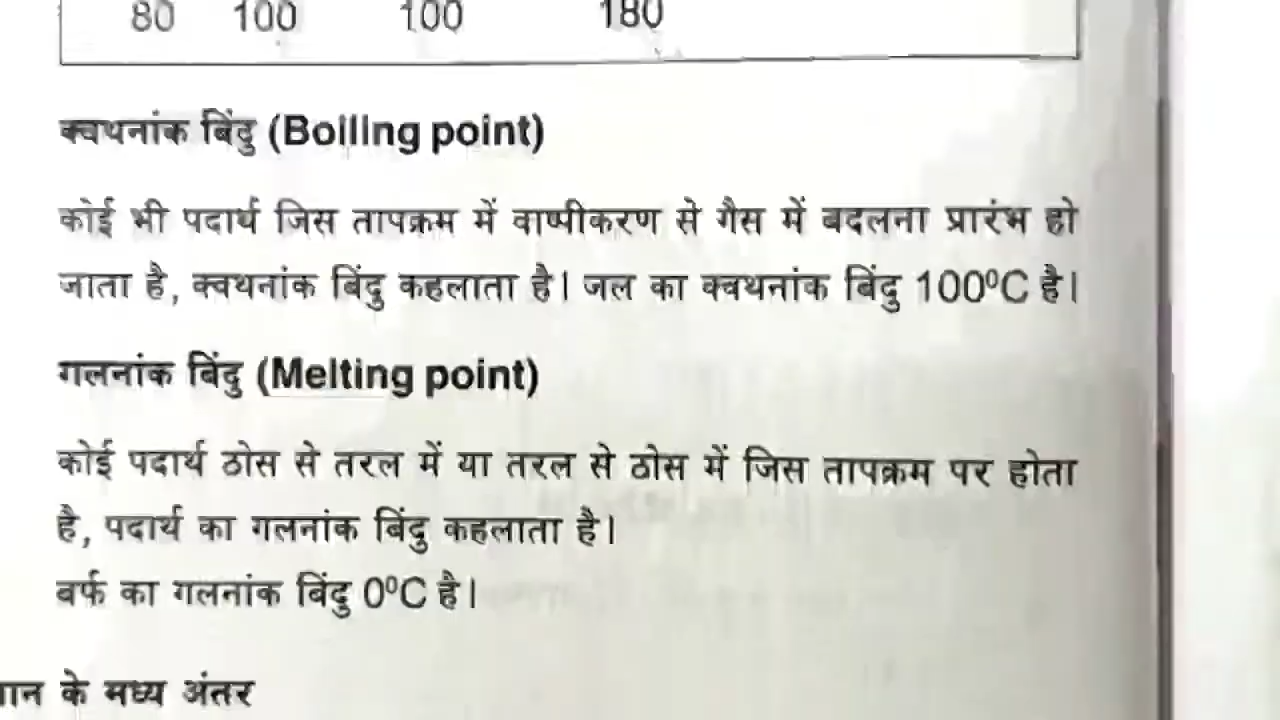 80 100 100 180
क्वथनांक बिंदु (Boiling point)
कोई भी पदार्थ जिस तापक्रम में वाष्पीकरण से गैस में बदलना प्रारंभ हो
जाता है, क्वथनांक बिंदु कहलाता है। जल का क्वथनांक बिंदु 100⁰C है।
गलनांक बिंदु (Melting point)
कोई पदार्थ ठोस से तरल में या तरल से ठोस में जिस तापक्रम पर होता
है, पदार्थ का गलनांक बिंदु कहलाता है।
बर्फ का गलनांक बिंदु 0⁰C है।
के मध्य अंतर